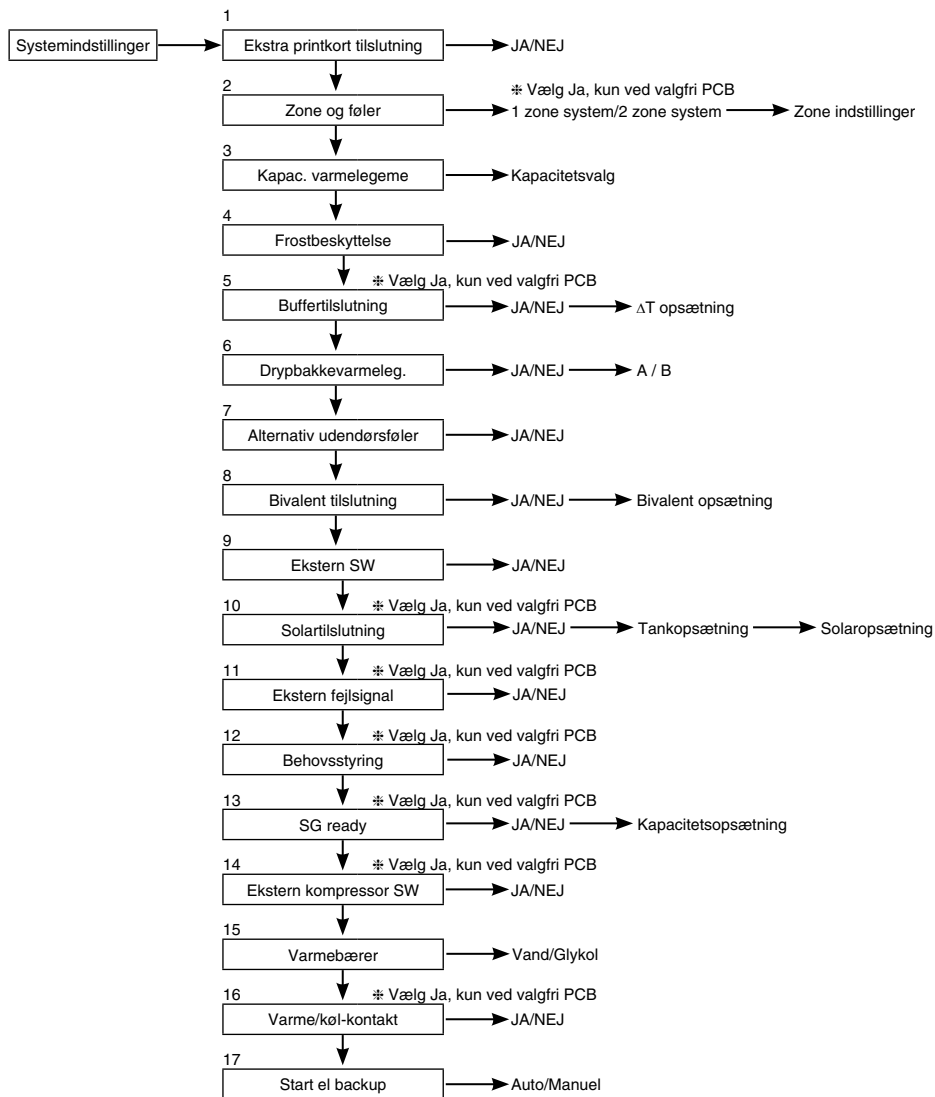 1
Systemindstillinger
Ekstra printkort tilslutning
JA/NEJ
2
❉ Vælg Ja, kun ved valgfri PCB
Zone og føler
1 zone system/2 zone system
Zone indstillinger
3
Kapac. varmelegeme
Kapacitetsvalg
4
Frostbeskyttelse
JA/NEJ
5
❉ Vælg Ja, kun ved valgfri PCB
Buffertilslutning
JA/NEJ
ΔT opsætning
6
Drypbakkevarmeleg.
JA/NEJ
A / B
7
Alternativ udendørsføler
JA/NEJ
8
Bivalent tilslutning
JA/NEJ
Bivalent opsætning
9
Ekstern SW
JA/NEJ
10
❉ Vælg Ja, kun ved valgfri PCB
Solartilslutning
JA/NEJ
Tankopsætning
Solaropsætning
11
❉ Vælg Ja, kun ved valgfri PCB
Ekstern fejlsignal
JA/NEJ
12
❉ Vælg Ja, kun ved valgfri PCB
Behovsstyring
JA/NEJ
13
❉ Vælg Ja, kun ved valgfri PCB
SG ready
JA/NEJ
Kapacitetsopsætning
14
❉ Vælg Ja, kun ved valgfri PCB
Ekstern kompressor SW
JA/NEJ
15
Varmebærer
Vand/Glykol
16
❉ Vælg Ja, kun ved valgfri PCB
Varme/køl-kontakt
JA/NEJ
17
Start el backup
Auto/Manuel